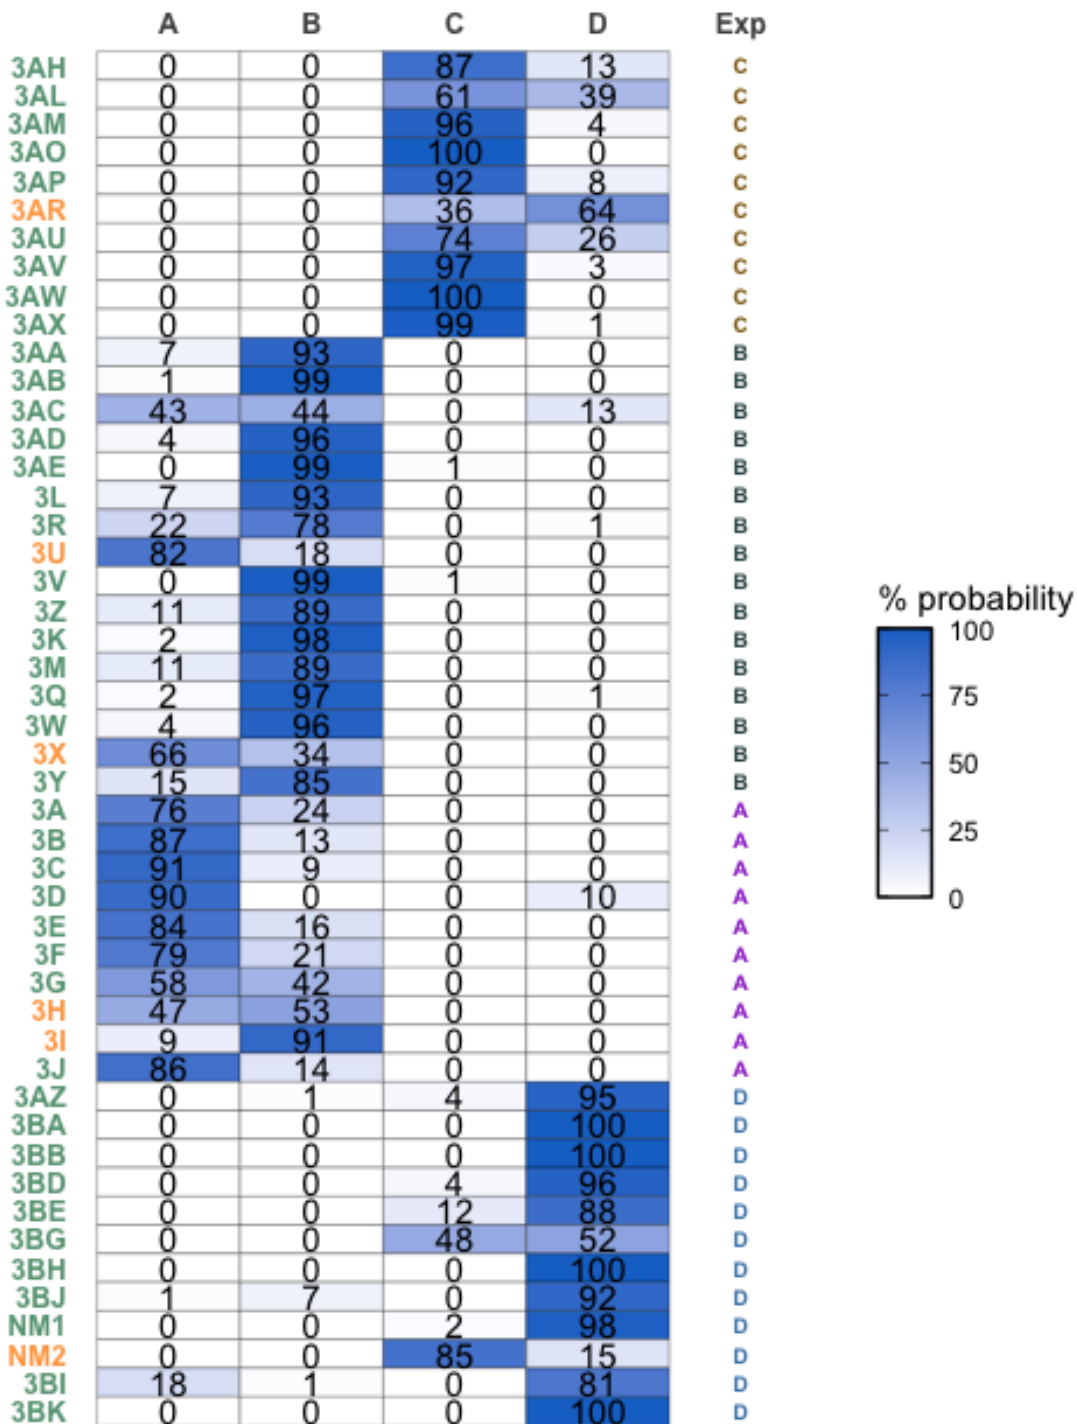 A B C D Exp
3AH 0 0 87 13 C
3AL 0 0 61 39 C
3AM 0 0 96 4 C
3AO 0 0 100 0 C
3AP 0 0 92 8 C
3AR 0 0 36 64 C
3AU 0 0 74 26 C
3AV 0 0 97 3 C
3AW 0 0 100 0 C
3AX 0 0 99 1 C
3AA 7 93 0 0 B
3AB 1 99 0 0 B
3AC 43 44 0 13 B
3AD 4 96 0 0 B
3AE 0 99 1 0 B
3L 7 93 0 0 B
3R 22 78 0 1 B
3U 82 18 0 0 B
3V 0 99 1 0 B
3Z 11 89 0 0 B
3K 2 98 0 0 B
3M 11 89 0 0 B
3Q 2 97 0 1 B
3W 4 96 0 0 B
3X 66 34 0 0 B
3Y 15 85 0 0 B
3A 76 24 0 0 A
3B 87 13 0 0 A
3C 91 9 0 0 A
3D 90 0 0 10 A
3E 84 16 0 0 A
3F 79 21 0 0 A
3G 58 42 0 0 A
3H 47 53 0 0 A
3I 9 91 0 0 A
3J 86 14 0 0 A
3AZ 0 1 4 95 D
3BA 0 0 0 100 D
3BB 0 0 0 100 D
3BD 0 0 4 96 D
3BE 0 0 12 88 D
3BG 0 0 48 52 D
3BH 0 0 0 100 D
3BJ 1 7 0 92 D
NM1 0 0 2 98 D
NM2 0 0 85 15 D
3BI 18 1 0 81 D
3BK 0 0 0 100 D
% probability
100
75
50
25
0